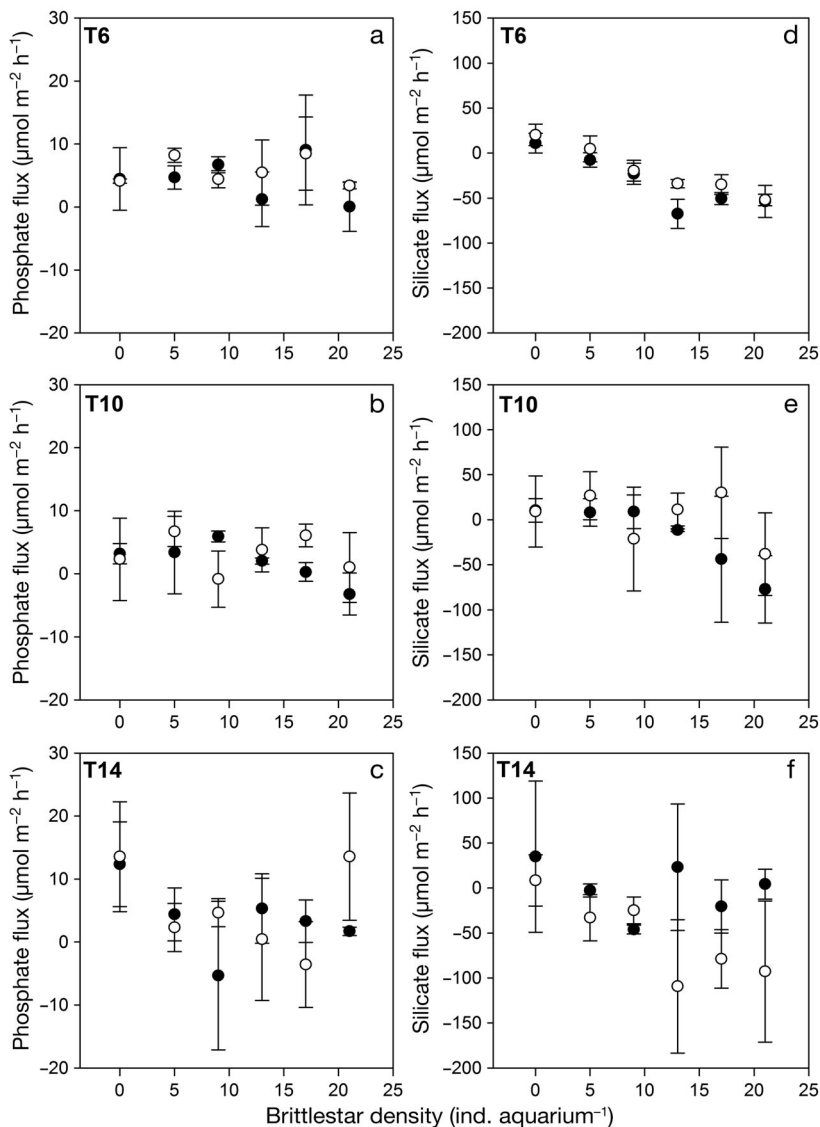 T6 a
Phosphate flux (µmol m−2 h−1)
30
20
10
0
−10
−20
0 5 10 15 20 25
T6 d
Silicate flux (µmol m−2 h−1)
150
100
50
0
−50
−100
−150
−200
0 5 10 15 20 25
T10 b
Phosphate flux (µmol m−2 h−1)
30
20
10
0
−10
−20
0 5 10 15 20 25
T10 e
Silicate flux (µmol m−2 h−1)
150
100
50
0
−50
−100
−150
−200
0 5 10 15 20 25
T14 c
Phosphate flux (µmol m−2 h−1)
30
20
10
0
−10
−20
0 5 10 15 20 25
T14 f
Silicate flux (µmol m−2 h−1)
150
100
50
0
−50
−100
−150
−200
0 5 10 15 20 25
Brittlestar density (ind. aquarium−1)